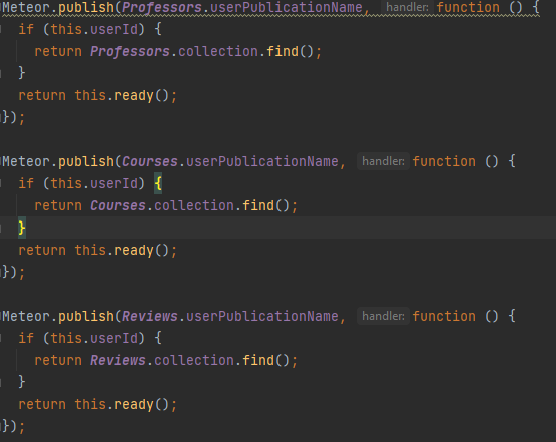 Meteor.publish(Professors.userPublicationName, handler: function () {
if (this.userId) {
return Professors.collection.find();
}
return this.ready();
});
Meteor.publish(Courses.userPublicationName, handler: function () {
if (this.userId) {
return Courses.collection.find();
}
return this.ready();
});
Meteor.publish(Reviews.userPublicationName, handler: function () {
if (this.userId) {
return Reviews.collection.find();
}
return this.ready();
});